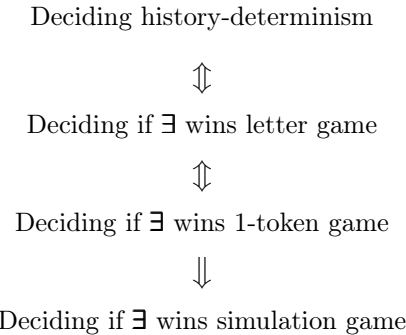 Deciding history-determinism
⇕
Deciding if ∃ wins letter game
⇕
Deciding if ∃ wins 1-token game
⇓
Deciding if ∃ wins simulation game